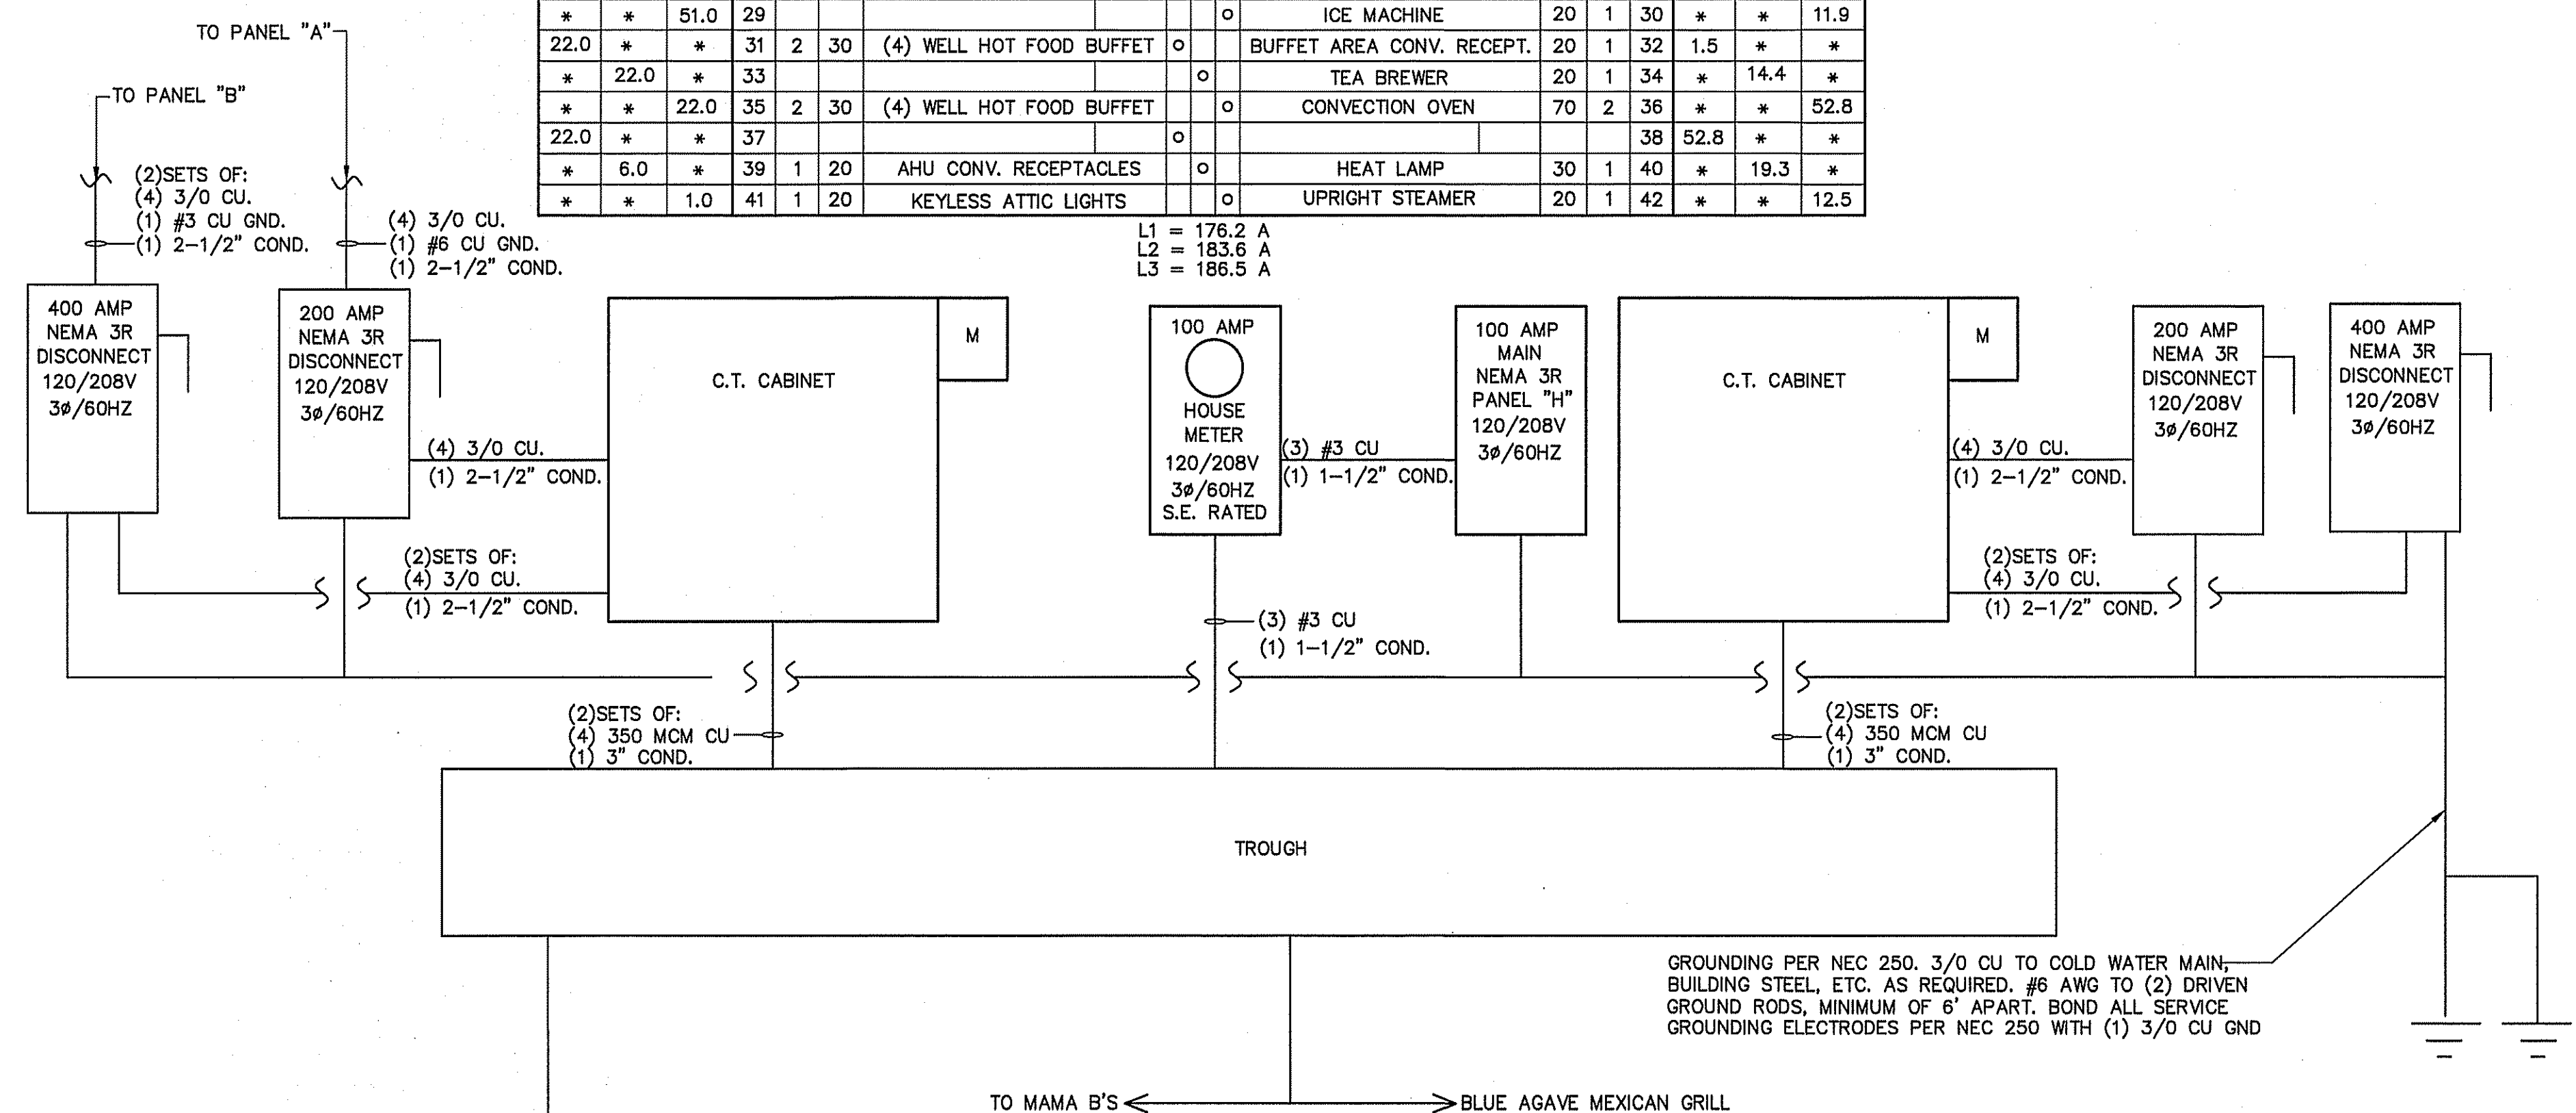 * * 51.0 29 o ICE MACHINE 20 1 30 * * 11.9
22.0 * * 31 2 30 (4) WELL HOT FOOD BUFFET o BUFFET AREA CONV. RECEPT. 20 1 32 1.5 * *
* 22.0 * 33 o TEA BREWER 20 1 34 * 14.4 *
* * 22.0 35 2 30 (4) WELL HOT FOOD BUFFET o CONVECTION OVEN 70 2 36 * * 52.8
22.0 * * 37 o 38 52.8 * *
* 6.0 * 39 1 20 AHU CONV. RECEPTACLES o HEAT LAMP 30 1 40 * 19.3 *
* * 1.0 41 1 20 KEYLESS ATTIC LIGHTS o UPRIGHT STEAMER 20 1 42 * * 12.5
L1 = 176.2 A
L2 = 183.6 A
L3 = 186.5 A
TO PANEL "A"
TO PANEL "B"
(2)SETS OF:
(4) 3/0 CU.
(1) #3 CU GND.
(1) 2-1/2" COND.
(4) 3/0 CU.
(1) #6 CU GND.
(1) 2-1/2" COND.
400 AMP
NEMA 3R
DISCONNECT
120/208V
3ø/60HZ
200 AMP
NEMA 3R
DISCONNECT
120/208V
3ø/60HZ
(4) 3/0 CU.
(1) 2-1/2" COND.
(2)SETS OF:
(4) 3/0 CU.
(1) 2-1/2" COND.
C.T. CABINET
M
100 AMP
HOUSE
METER
120/208V
3ø/60HZ
S.E. RATED
(3) #3 CU
(1) 1-1/2" COND.
100 AMP
MAIN
NEMA 3R
PANEL "H"
120/208V
3ø/60HZ
(3) #3 CU
(1) 1-1/2" COND.
C.T. CABINET
M
(4) 3/0 CU.
(1) 2-1/2" COND.
(2)SETS OF:
(4) 3/0 CU.
(1) 2-1/2" COND.
200 AMP
NEMA 3R
DISCONNECT
120/208V
3ø/60HZ
400 AMP
NEMA 3R
DISCONNECT
120/208V
3ø/60HZ
(2)SETS OF:
(4) 350 MCM CU
(1) 3" COND.
(2)SETS OF:
(4) 350 MCM CU
(1) 3" COND.
TROUGH
GROUNDING PER NEC 250. 3/0 CU TO COLD WATER MAIN,
BUILDING STEEL, ETC. AS REQUIRED. #6 AWG TO (2) DRIVEN
GROUND RODS, MINIMUM OF 6' APART. BOND ALL SERVICE
GROUNDING ELECTRODES PER NEC 250 WITH (1) 3/0 CU GND
TO MAMA B'S
BLUE AGAVE MEXICAN GRILL